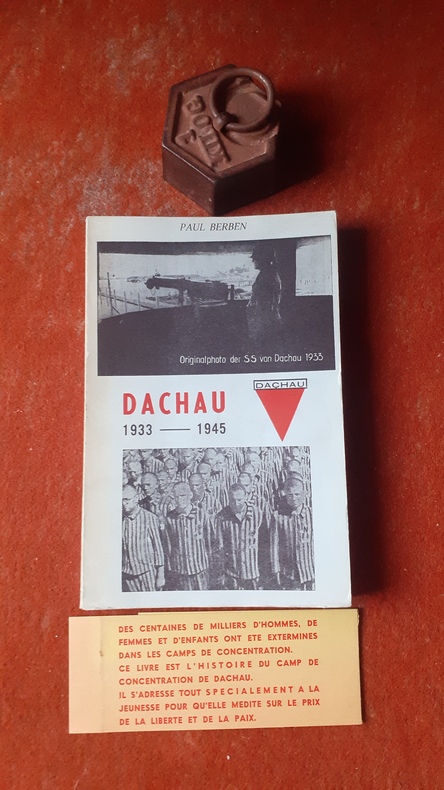 PAUL BERBEN
Originalphoto der SS von Dachau 1933
DACHAU
DACHAU
1933 — 1945
DES CENTAINES DE MILLIERS D'HOMMES, DE
FEMMES ET D'ENFANTS ONT ETE EXTERMINES
DANS LES CAMPS DE CONCENTRATION.
CE LIVRE EST L'HISTOIRE DU CAMP DE
CONCENTRATION DE DACHAU.
IL S'ADRESSE TOUT SPECIALEMENT A LA
JEUNESSE POUR QU'ELLE MEDITE SUR LE PRIX
DE LA LIBERTE ET DE LA PAIX.